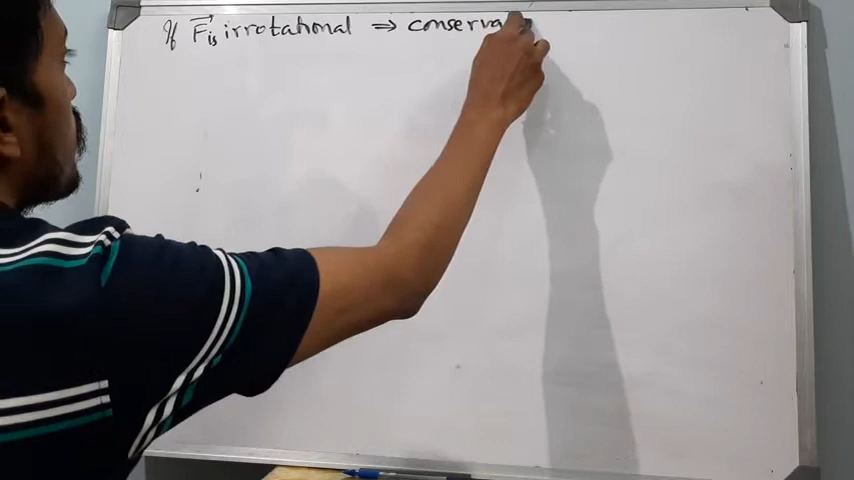 If F⃗ is irrotational ⇒ conserva